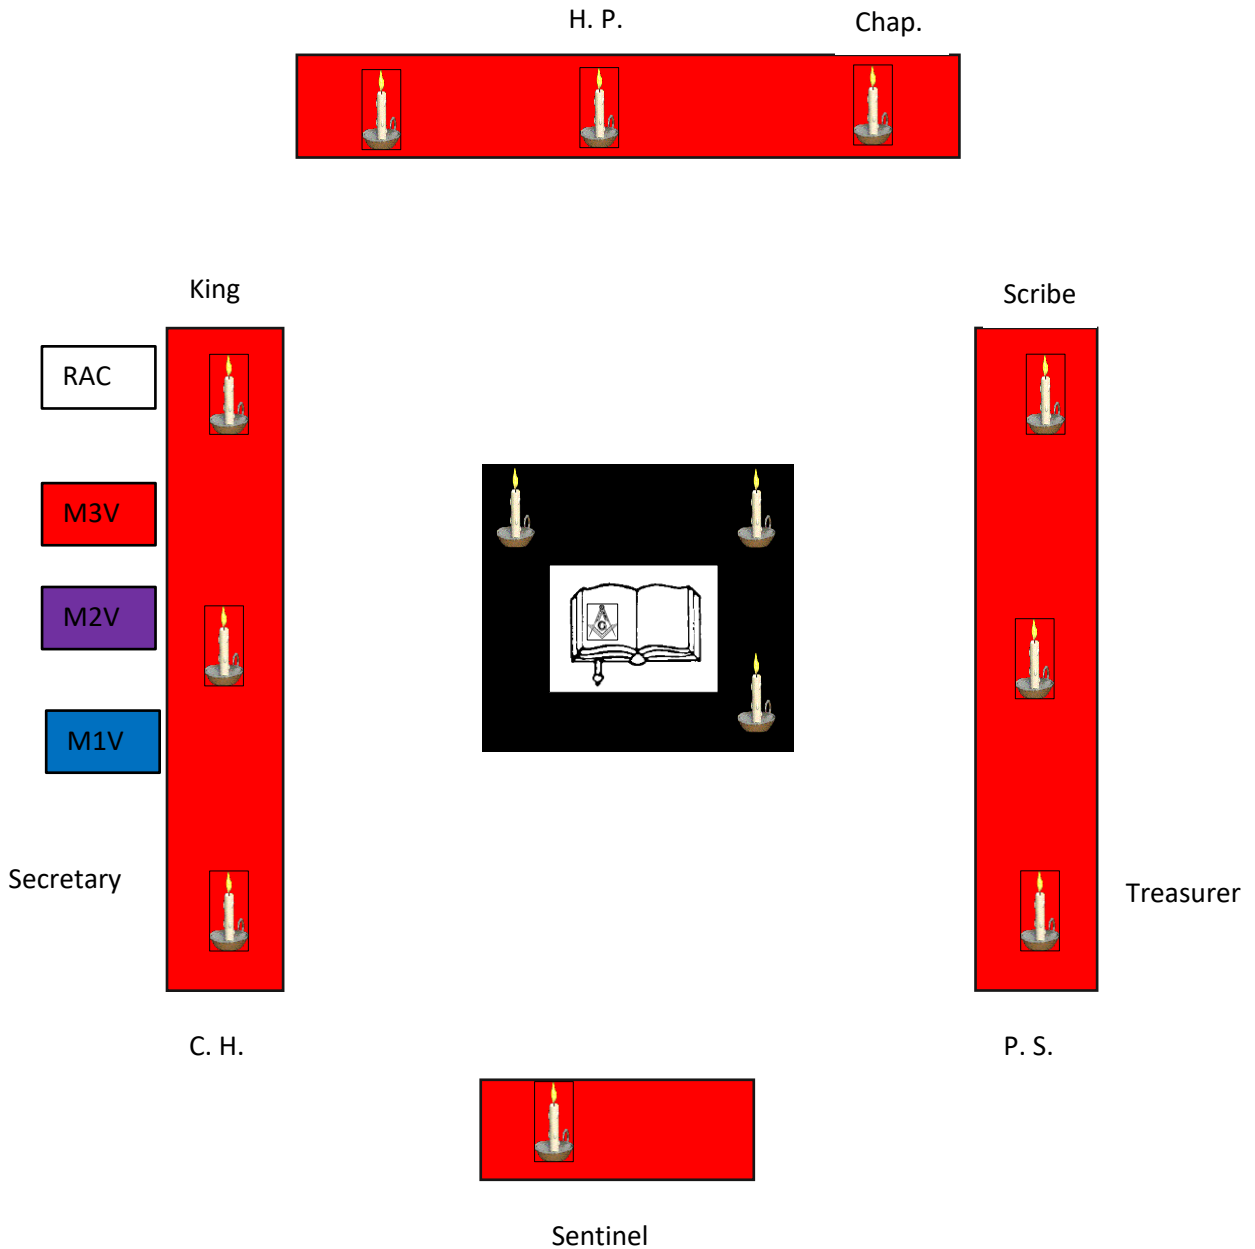 H. P.
Chap.
King
Scribe
RAC
M3V
G
M2V
M1V
Secretary
Treasurer
C. H.
P. S.
Sentinel